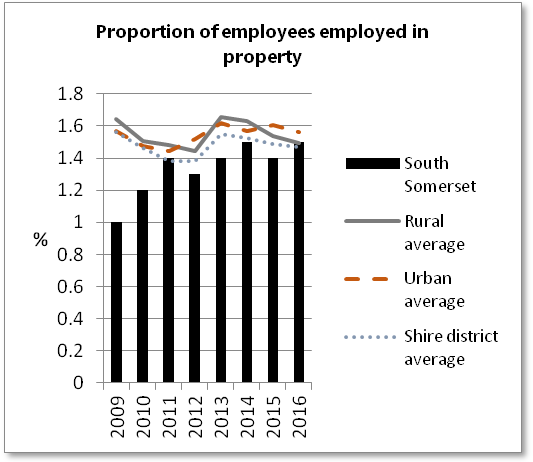 Proportion of employees employed in
property
1.8
1.6
1.4
1.2
1
0.8
0.6
0.4
0.2
0
%
2009
2010
2011
2012
2013
2014
2015
2016
South
Somerset
Rural
average
Urban
average
Shire district
average